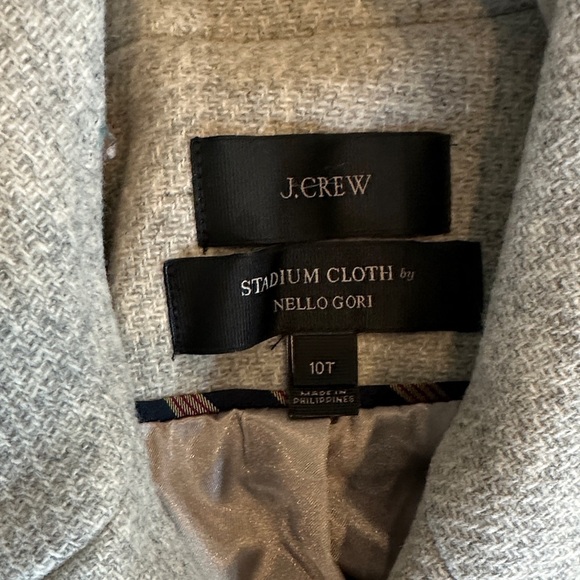 J.CREW
STADIUM CLOTH by
NELLO GORI
10T
MADE IN
PHILIPPINES